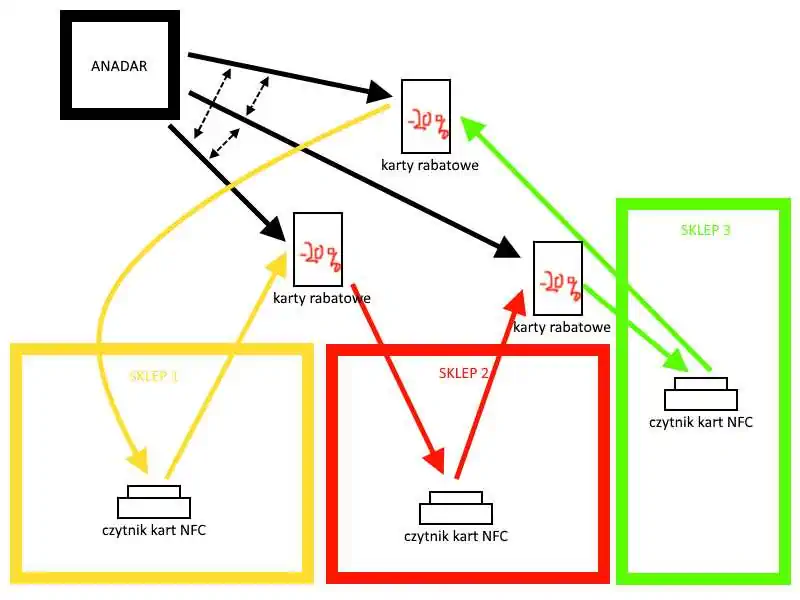 ANADAR
-20%
karty rabatowe
SKLEP 3
-20%
karty rabatowe
-20%
karty rabatowe
SKLEP 1
SKLEP 2
czytnik kart NFC
czytnik kart NFC
czytnik kart NFC